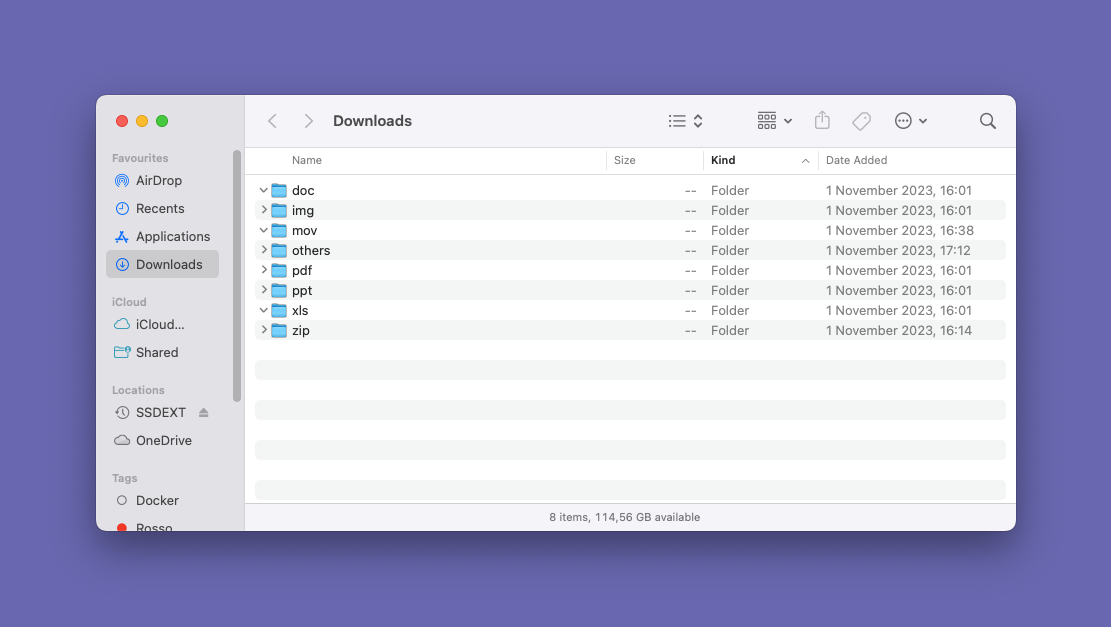 Downloads
Favourites
AirDrop
Recents
Applications
Downloads
iCloud
iCloud...
Shared
Locations
SSDEXT
OneDrive
Tags
Docker
Rosso
Name Size Kind Date Added
doc -- Folder 1 November 2023, 16:01
img -- Folder 1 November 2023, 16:01
mov -- Folder 1 November 2023, 16:38
others -- Folder 1 November 2023, 17:12
pdf -- Folder 1 November 2023, 16:01
ppt -- Folder 1 November 2023, 16:01
xls -- Folder 1 November 2023, 16:01
zip -- Folder 1 November 2023, 16:14
8 items, 114,56 GB available